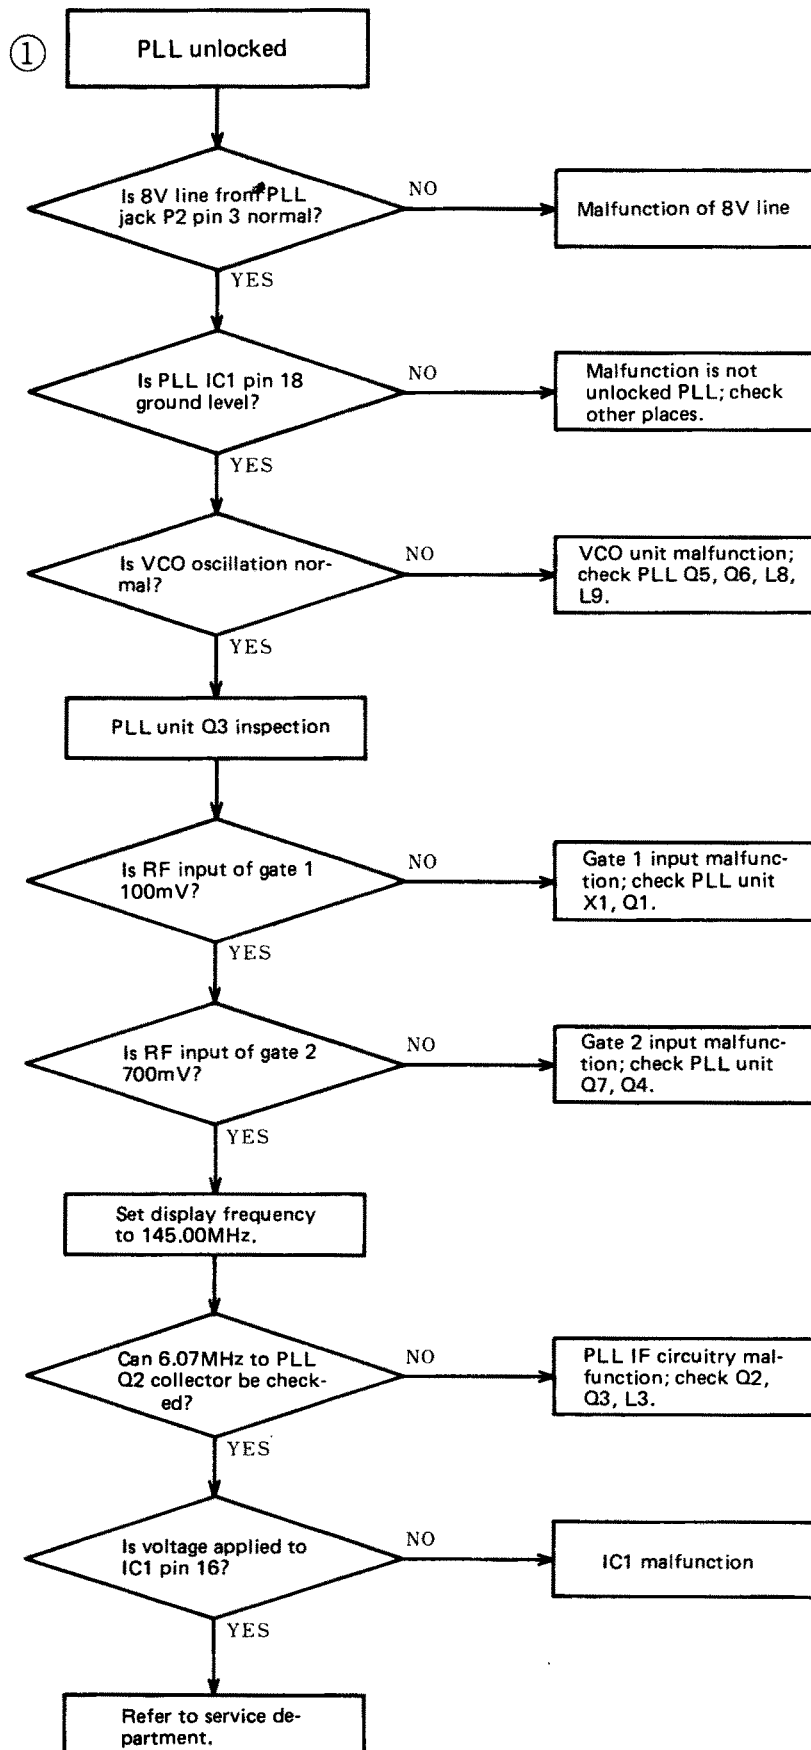 ①
PLL unlocked
Is 8V line from PLL
jack P2 pin 3 normal?
NO
Malfunction of 8V line
YES
Is PLL IC1 pin 18
ground level?
NO
Malfunction is not
unlocked PLL; check
other places.
YES
Is VCO oscillation nor-
mal?
NO
VCO unit malfunction;
check PLL Q5, Q6, L8,
L9.
YES
PLL unit Q3 inspection
Is RF input of gate 1
100mV?
NO
Gate 1 input malfunc-
tion; check PLL unit
X1, Q1.
YES
Is RF input of gate 2
700mV?
NO
Gate 2 input malfunc-
tion; check PLL unit
Q7, Q4.
YES
Set display frequency
to 145.00MHz.
Can 6.07MHz to PLL
Q2 collector be check-
ed?
NO
PLL IF circuitry mal-
function; check Q2,
Q3, L3.
YES
Is voltage applied to
IC1 pin 16?
NO
IC1 malfunction
YES
Refer to service de-
partment.